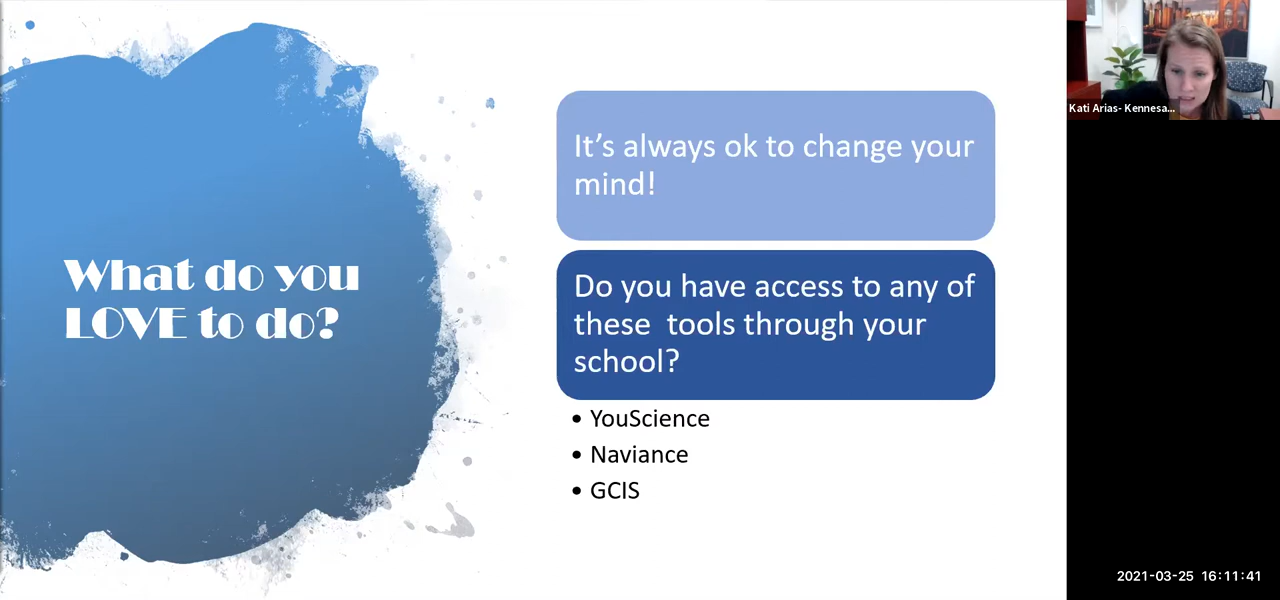 What do you
LOVE to do?
It's always ok to change your
mind!
Do you have access to any of
these  tools through your
school?
• YouScience
• Naviance
• GCIS
Kati Arias- Kennesa...
2021-03-25 16:11:41